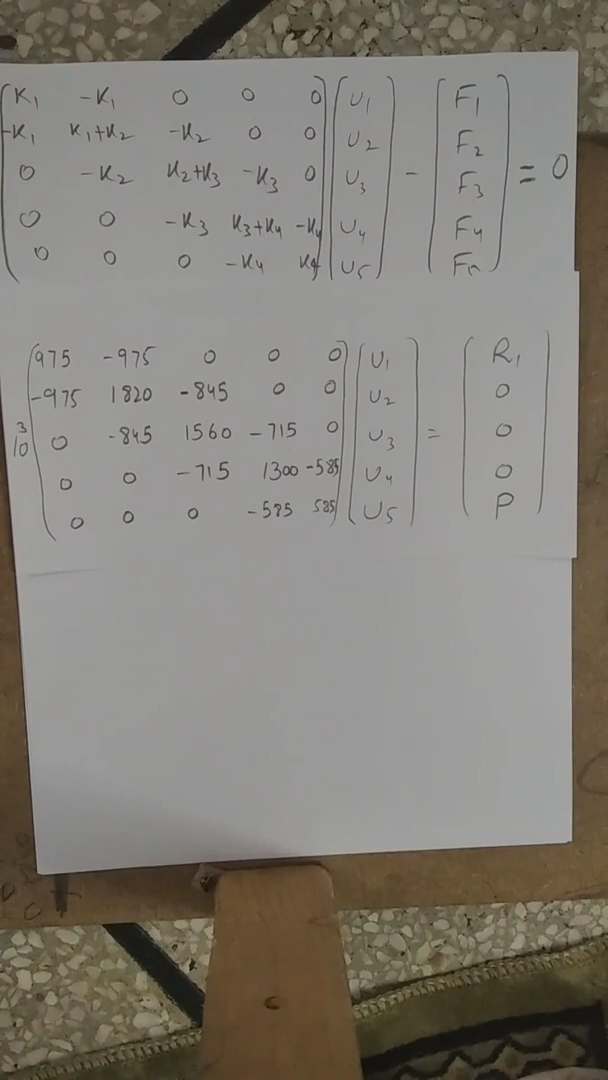 K₁ -K₁ 0 0 0 U₁ F₁
-K₁ K₁+K₂ -K₂ 0 0 U₂ F₂
0 -K₂ K₂+K₃ -K₃ 0 U₃ - F₃ = 0
0 0 -K₃ K₃+K₄ -K₄ U₄ F₄
0 0 0 -K₄ K₄ U₅
975 -975 0 0 0 U₁ R₁
-975 1820 -845 0 0 U₂ 0
10³ 0 -845 1560 -715 0 U₃ = 0
0 0 -715 1300 -585 U₄ 0
0 0 0 -585 585 U₅ P